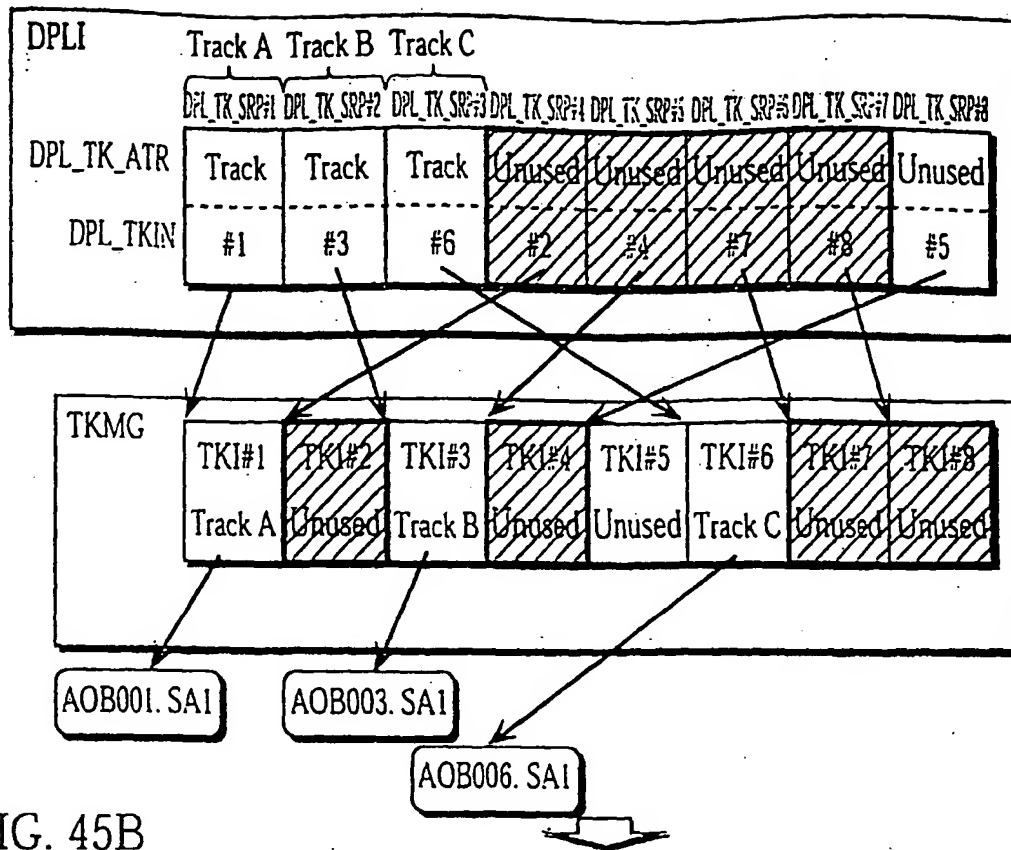 DPLI
Track A Track B Track C
DPL_TK_SRP#1 DPL_TK_SRP#2 DPL_TK_SRP#3 DPL_TK_SRP#4 DPL_TK_SRP#5 DPL_TK_SRP#6 DPL_TK_SRP#7 DPL_TK_SRP#8
DPL_TK_ATR Track Track Track Unused Unused Unused Unused Unused
DPL_TKIN #1 #3 #6 #2 #4 #7 #8 #5
TKMG
TKI#1 TKI#2 TKI#3 TKI#4 TKI#5 TKI#6 TKI#7 TKI#8
Track A Unused Track B Unused Unused Track C Unused Unused
AOB001. SA1 AOB003. SA1
AOB006. SA1
IG. 45B